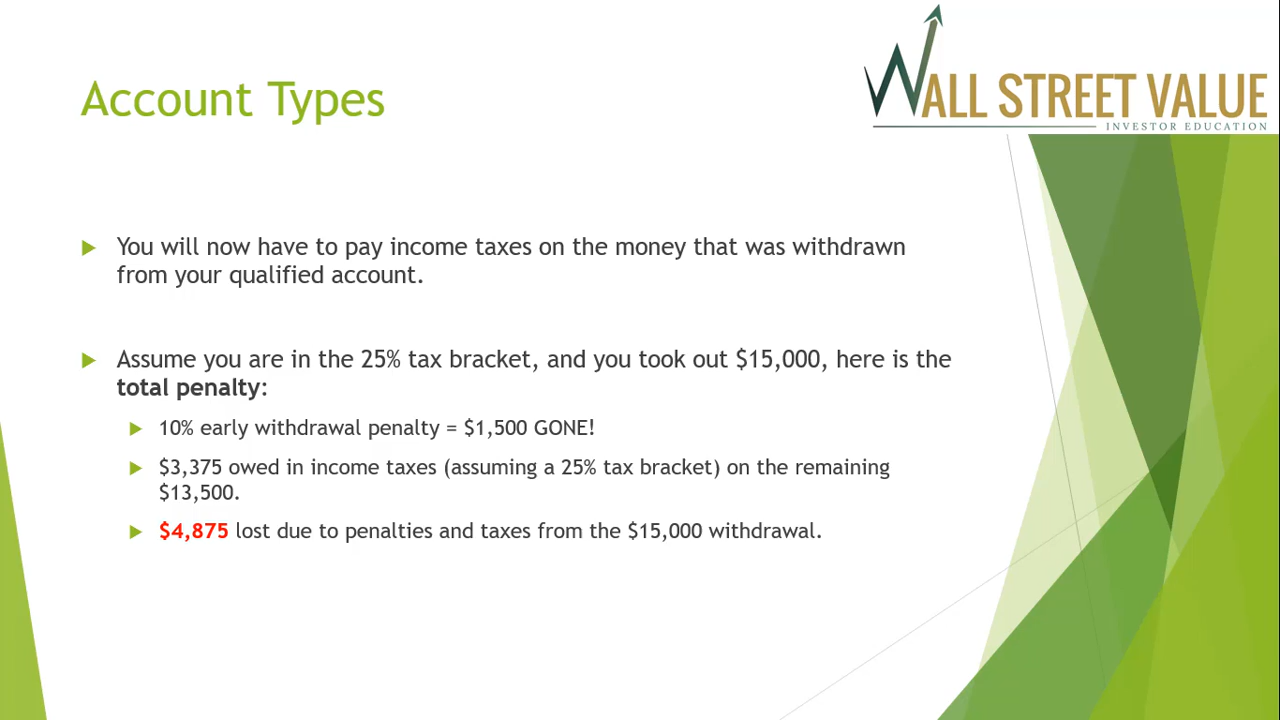 Account Types
WALL STREET VALUE
INVESTOR EDUCATION
You will now have to pay income taxes on the money that was withdrawn
from your qualified account.
Assume you are in the 25% tax bracket, and you took out $15,000, here is the
total penalty:
10% early withdrawal penalty = $1,500 GONE!
$3,375 owed in income taxes (assuming a 25% tax bracket) on the remaining
$13,500.
$4,875 lost due to penalties and taxes from the $15,000 withdrawal.